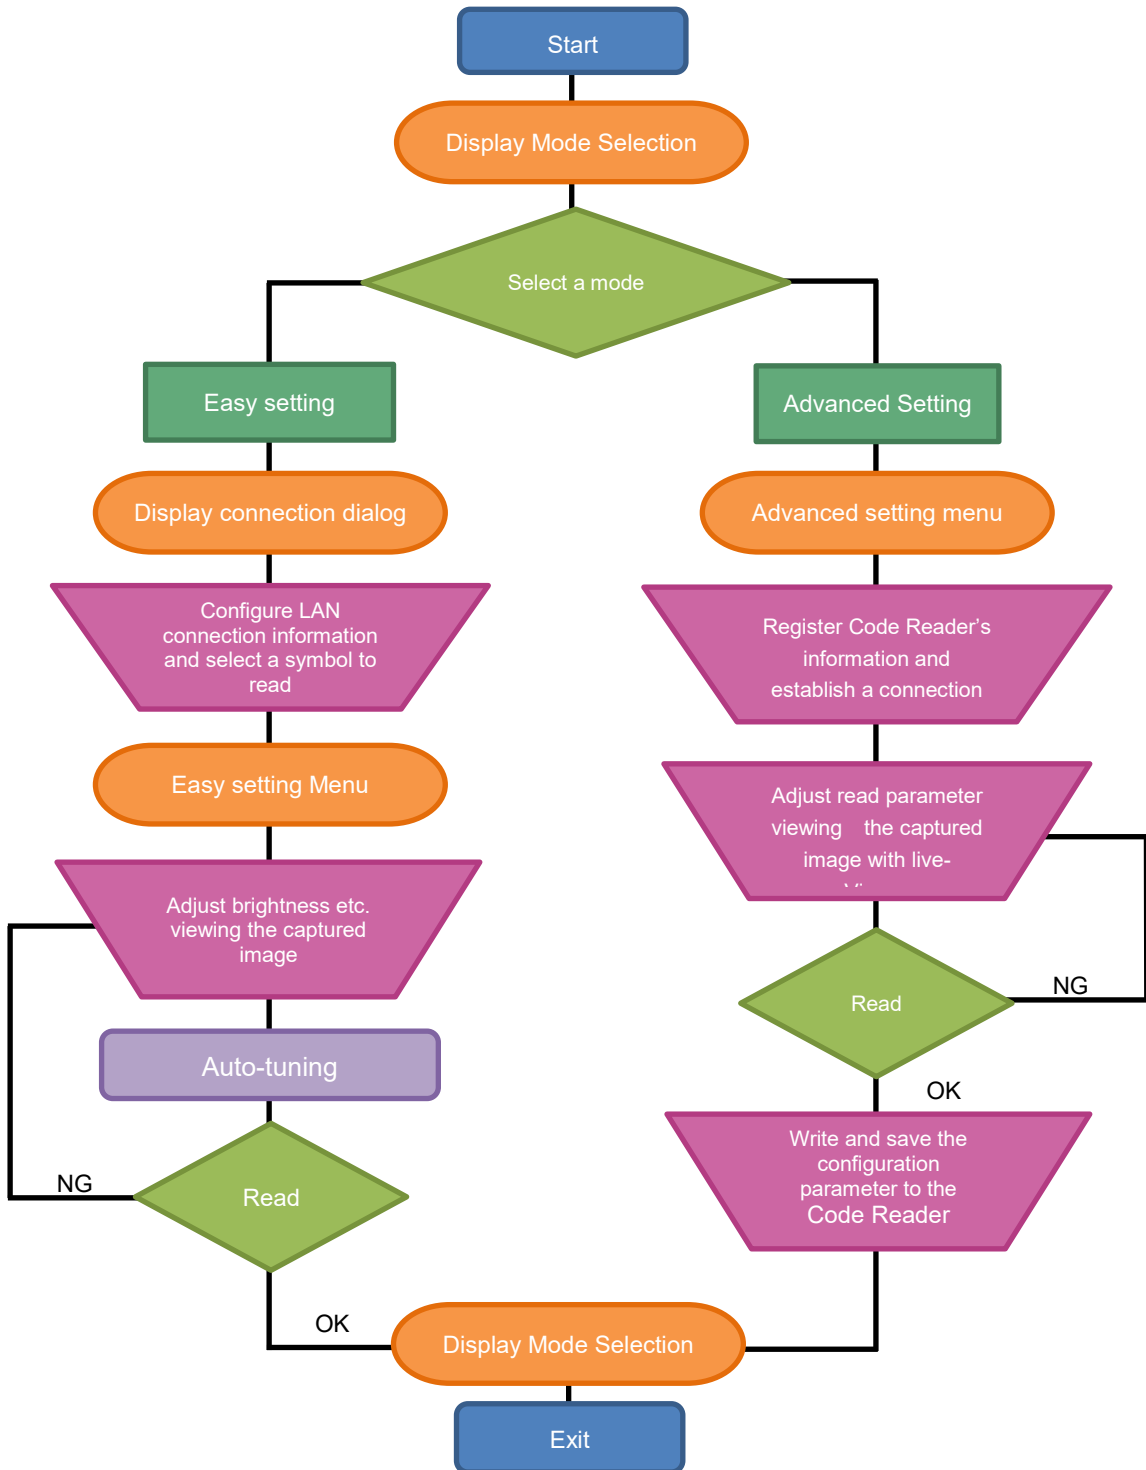 Start
Display Mode Selection
Select a mode
Easy setting
Display connection dialog
Configure LAN
connection information
and select a symbol to
read
Easy setting Menu
Adjust brightness etc.
viewing the captured
image
Auto-tuning
NG
Read
OK
Advanced Setting
Advanced setting menu
Register Code Reader’s
information and
establish a connection
Adjust read parameter
viewing the captured
image with live-
Read
NG
OK
Write and save the
configuration
parameter to the
Code Reader
Display Mode Selection
Exit